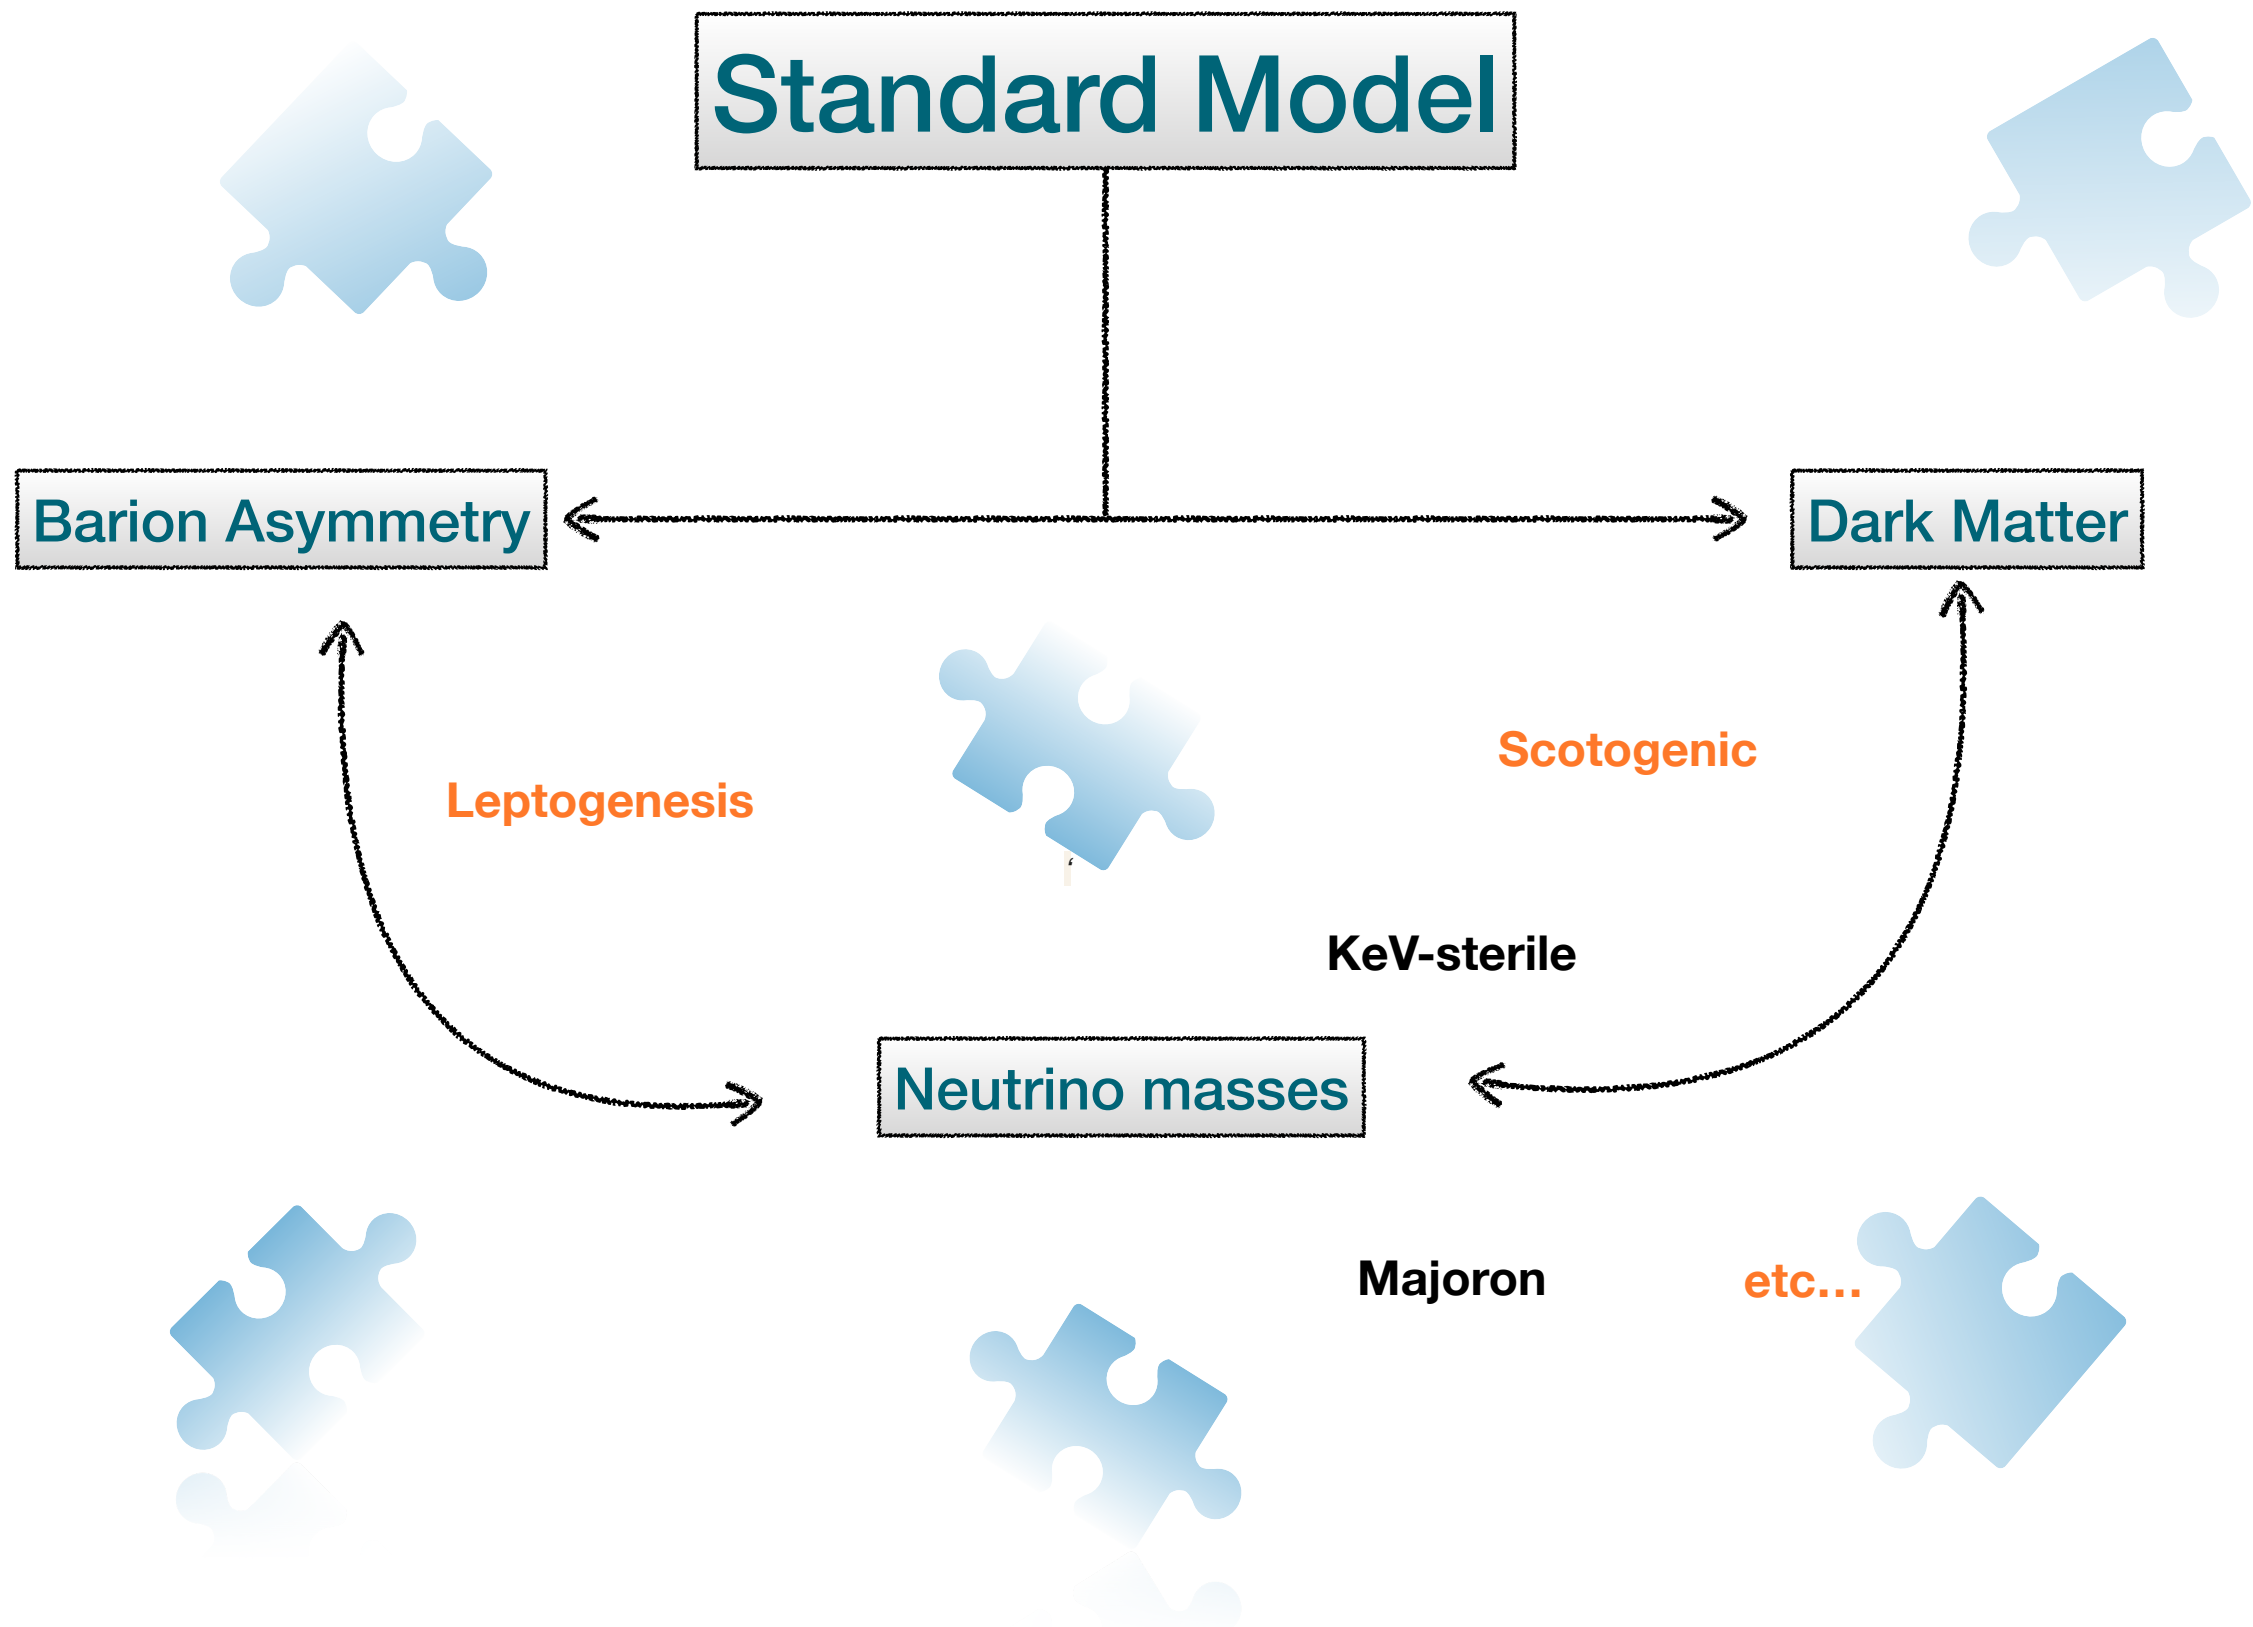 Standard Model
Barion Asymmetry
Dark Matter
Scotogenic
Leptogenesis
KeV-sterile
Neutrino masses
Majoron
etc...